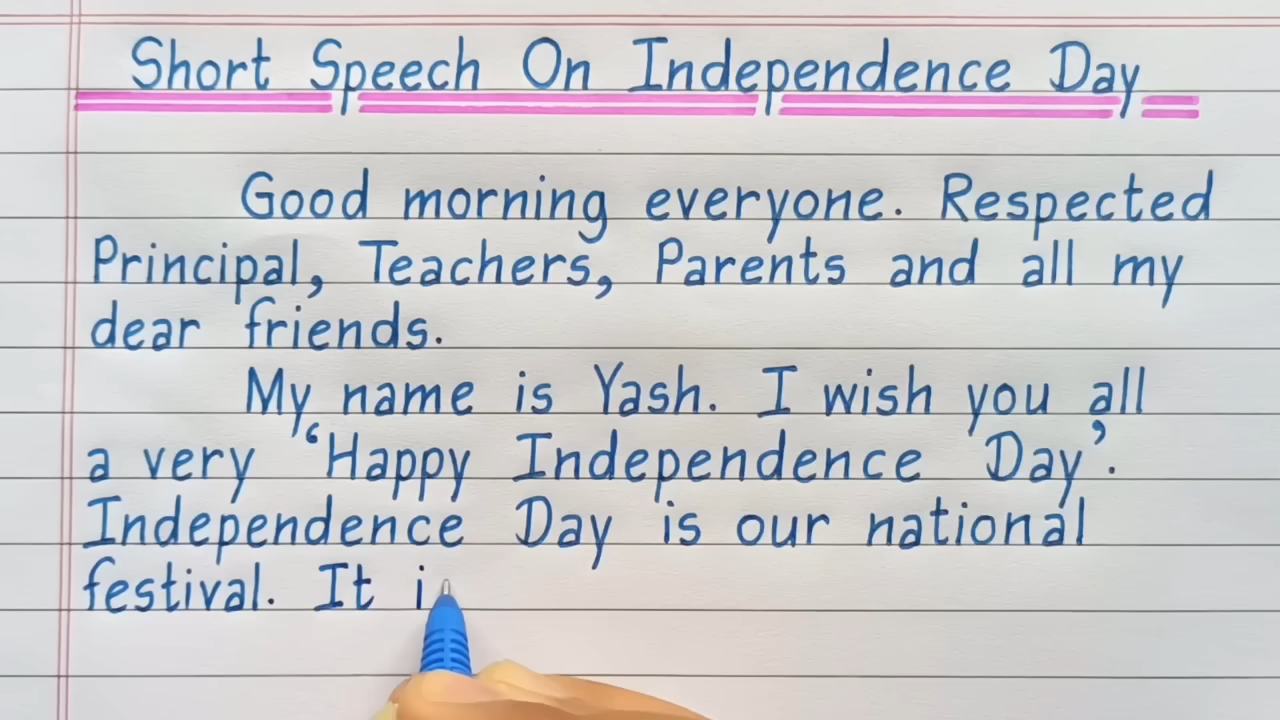 Short Speech On Independence Day
Good morning everyone. Respected
Principal, Teachers, Parents and all my
dear friends.
My name is Yash. I wish you all
a very ‘Happy Independence Day’.
Independence Day is our national
festival. It i